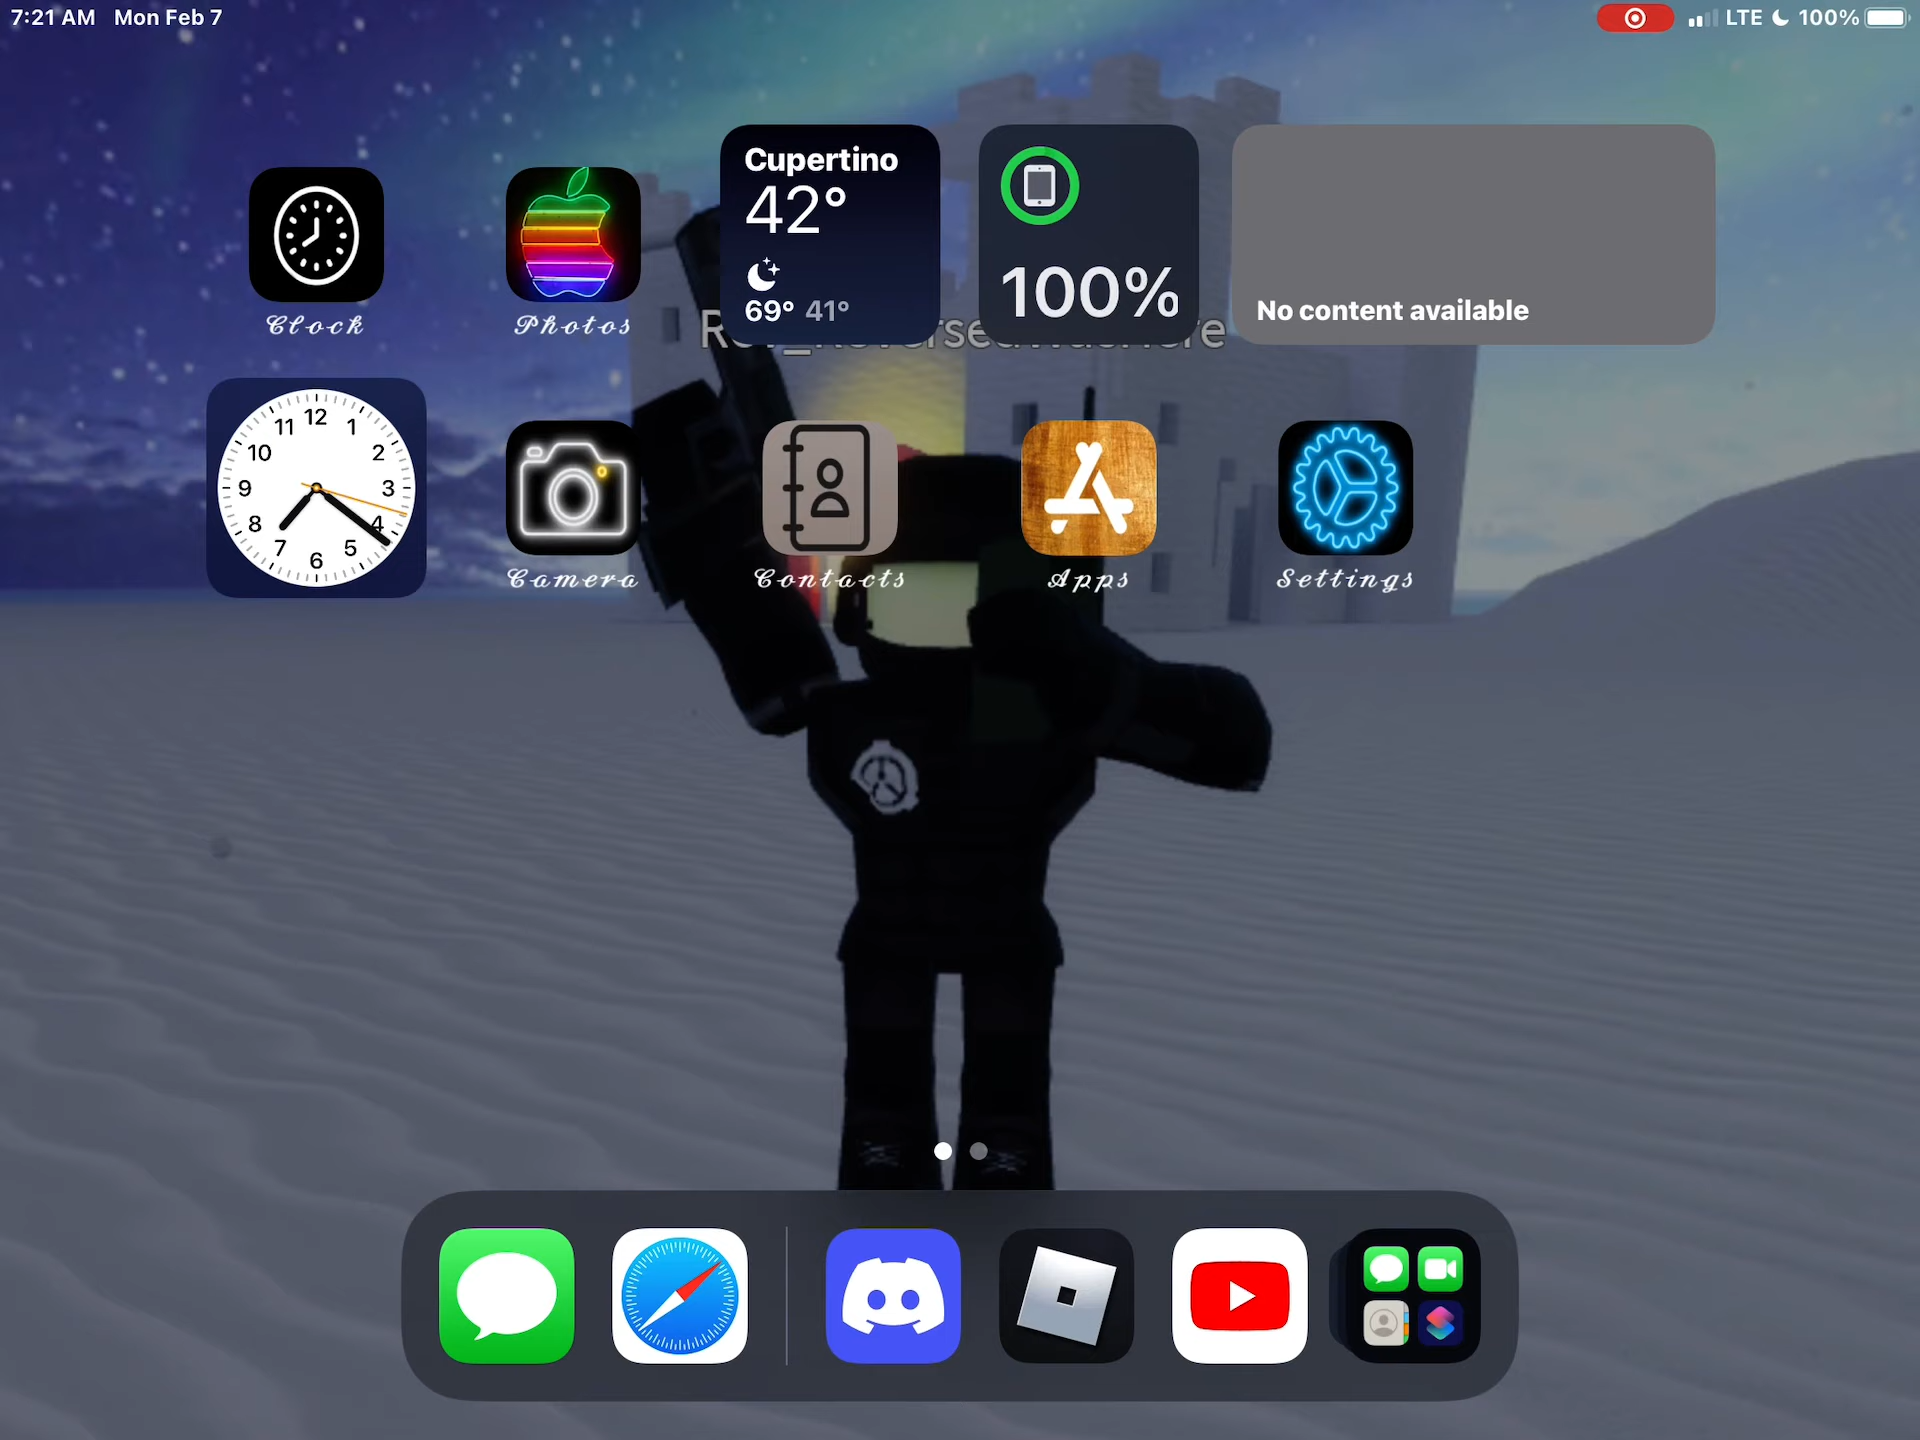 7:21 AM Mon Feb 7
LTE 100%
Cupertino
42°
69° 41°
100%
No content available
Clock
Photos
12
11 1
10 2
9 3
8 4
7 5
6
Camera
Contacts
Apps
Settings